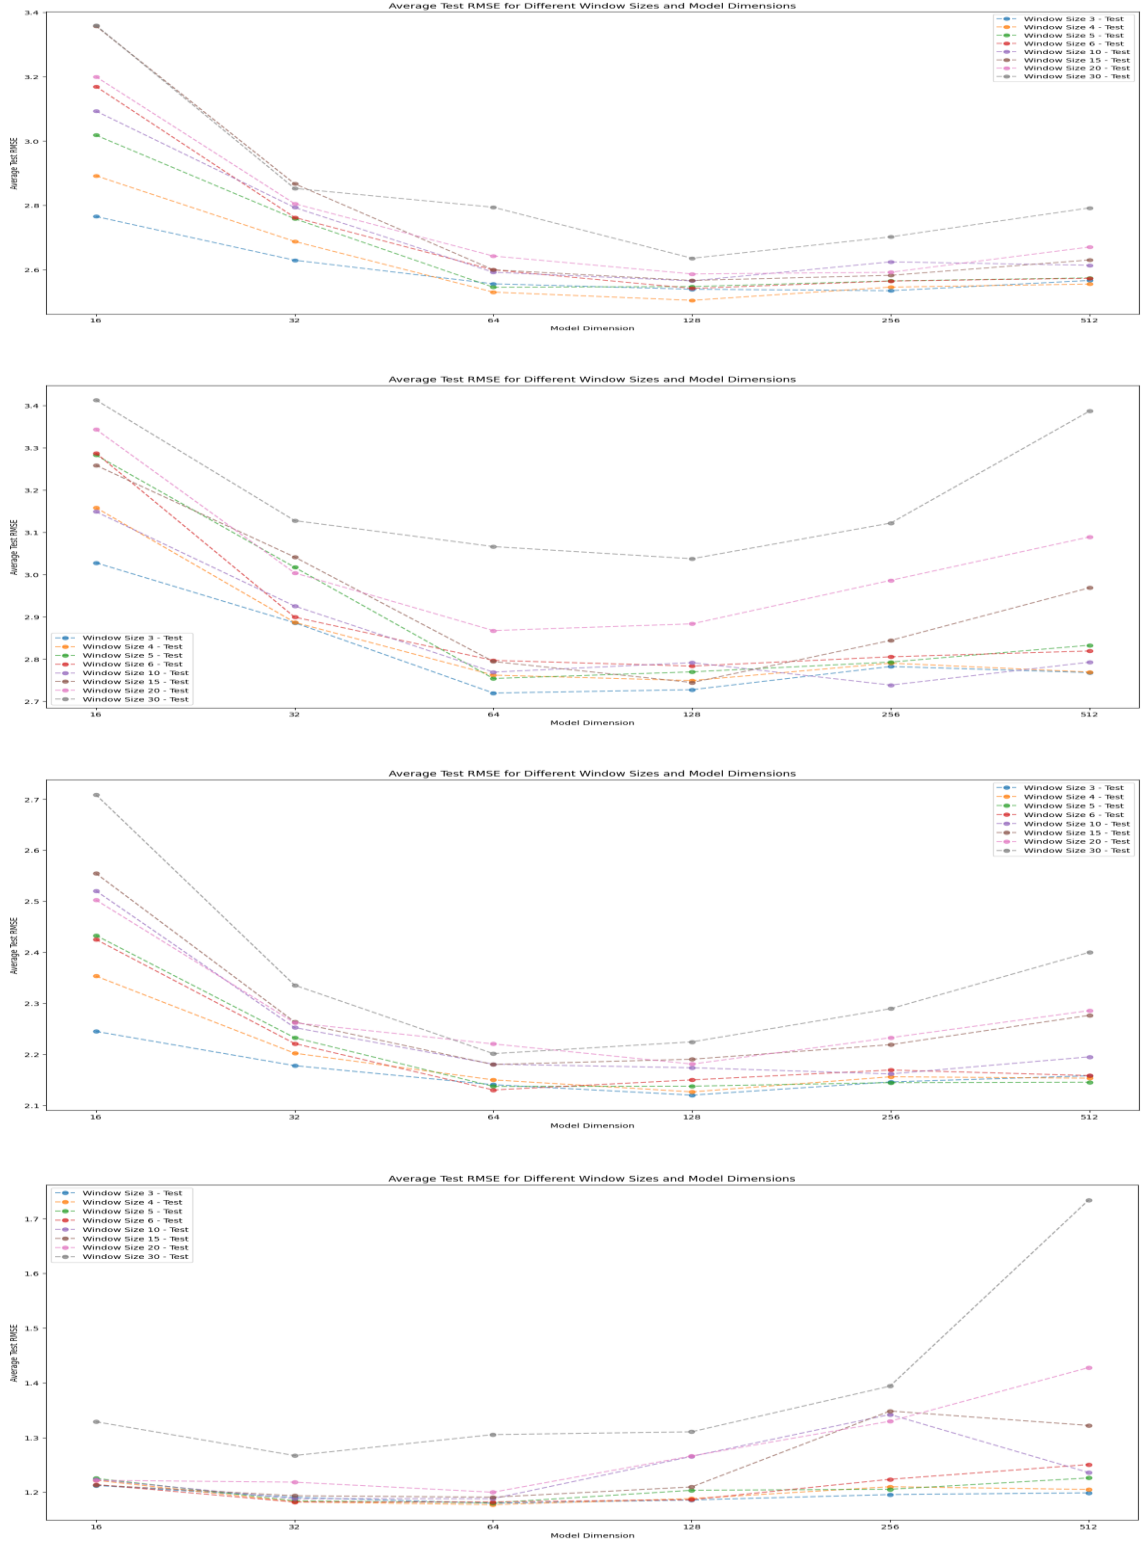 Average Test RMSE for Different Window Sizes and Model Dimensions
Window Size 3 - Test
Window Size 4 - Test
Window Size 5 - Test
Window Size 6 - Test
Window Size 10 - Test
Window Size 15 - Test
Window Size 20 - Test
Window Size 30 - Test
3.4
3.2
3.0
2.8
2.6
Average Test RMSE
16 32 64 128 256 512
Model Dimension
Average Test RMSE for Different Window Sizes and Model Dimensions
3.4
3.3
3.2
3.1
3.0
2.9
2.8
2.7
Average Test RMSE
Window Size 3 - Test
Window Size 4 - Test
Window Size 5 - Test
Window Size 6 - Test
Window Size 10 - Test
Window Size 15 - Test
Window Size 20 - Test
Window Size 30 - Test
16 32 64 128 256 512
Model Dimension
Average Test RMSE for Different Window Sizes and Model Dimensions
Window Size 3 - Test
Window Size 4 - Test
Window Size 5 - Test
Window Size 6 - Test
Window Size 10 - Test
Window Size 15 - Test
Window Size 20 - Test
Window Size 30 - Test
2.7
2.6
2.5
2.4
2.3
2.2
2.1
Average Test RMSE
16 32 64 128 256 512
Model Dimension
Average Test RMSE for Different Window Sizes and Model Dimensions
Window Size 3 - Test
Window Size 4 - Test
Window Size 5 - Test
Window Size 6 - Test
Window Size 10 - Test
Window Size 15 - Test
Window Size 20 - Test
Window Size 30 - Test
1.7
1.6
1.5
1.4
1.3
1.2
Average Test RMSE
16 32 64 128 256 512
Model Dimension